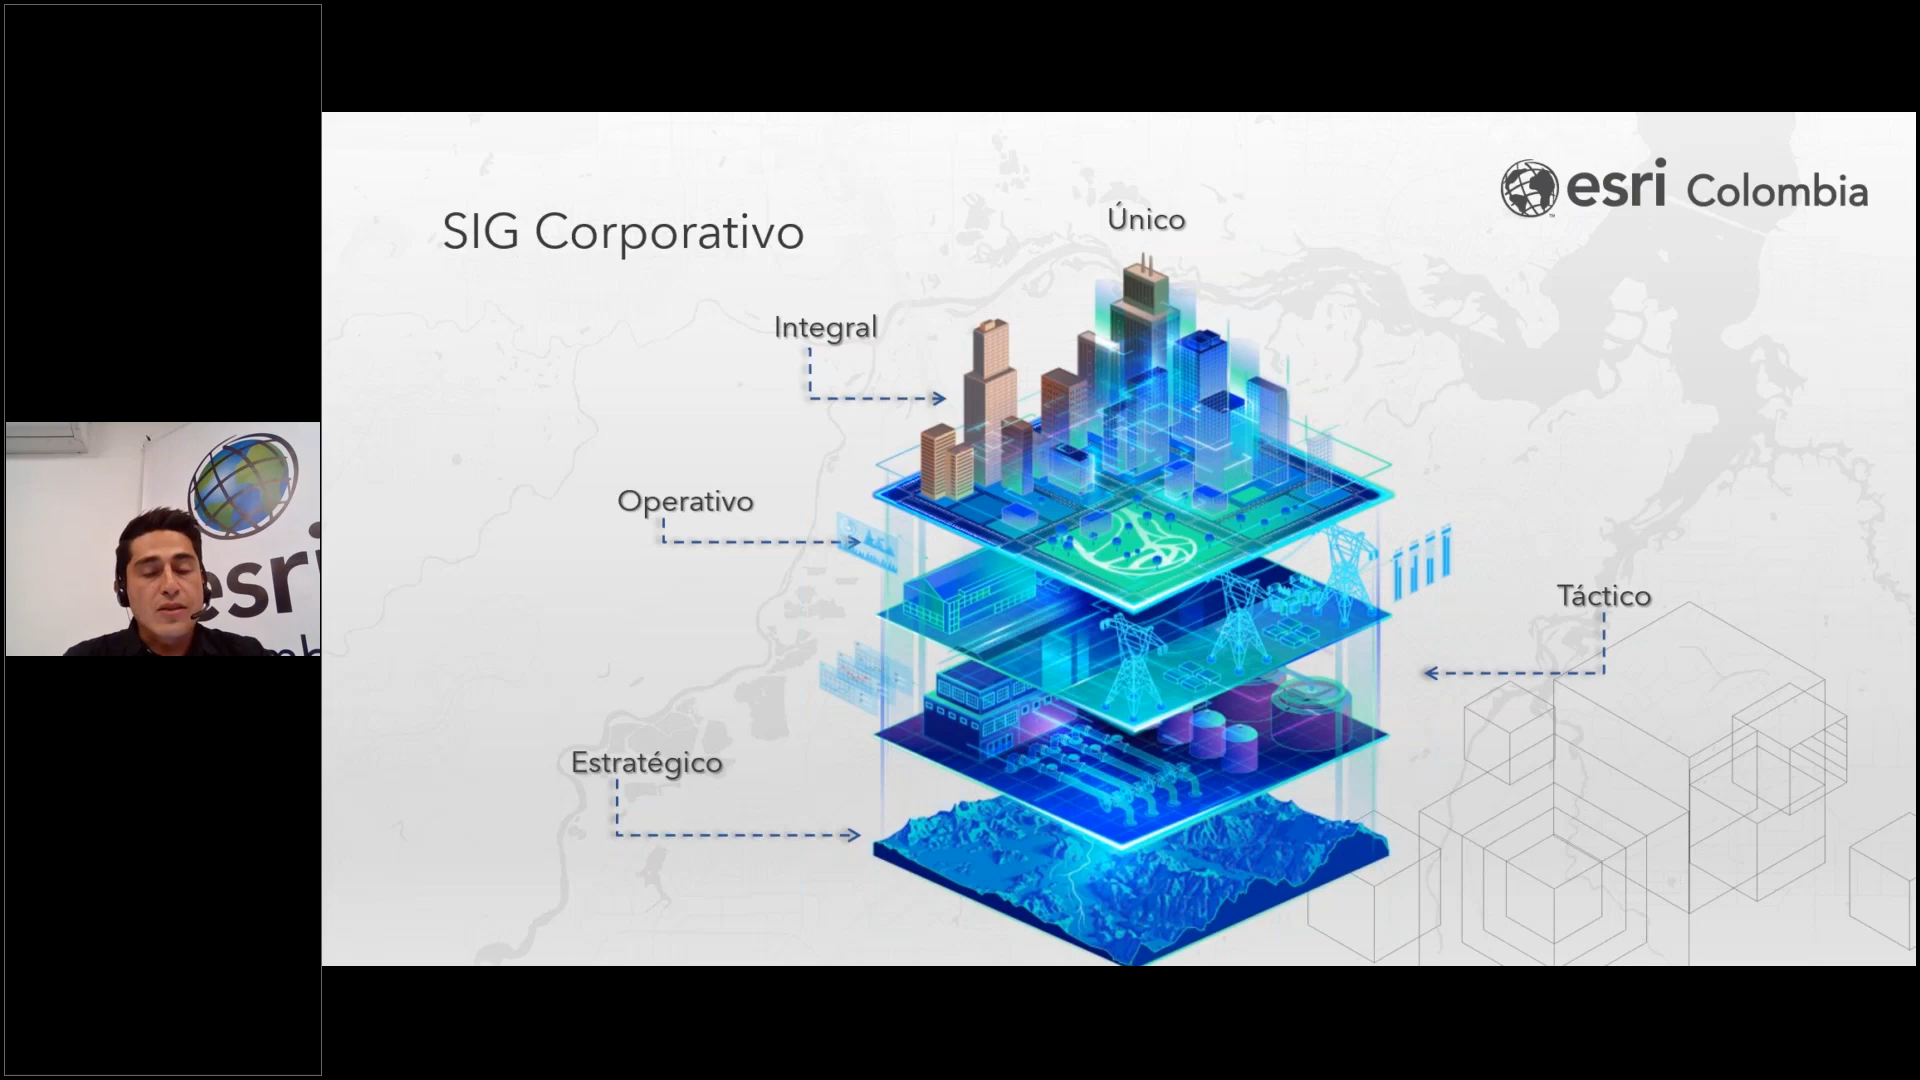 esri Colombia
SIG Corporativo
Único
Integral
Operativo
Táctico
Estratégico
esri